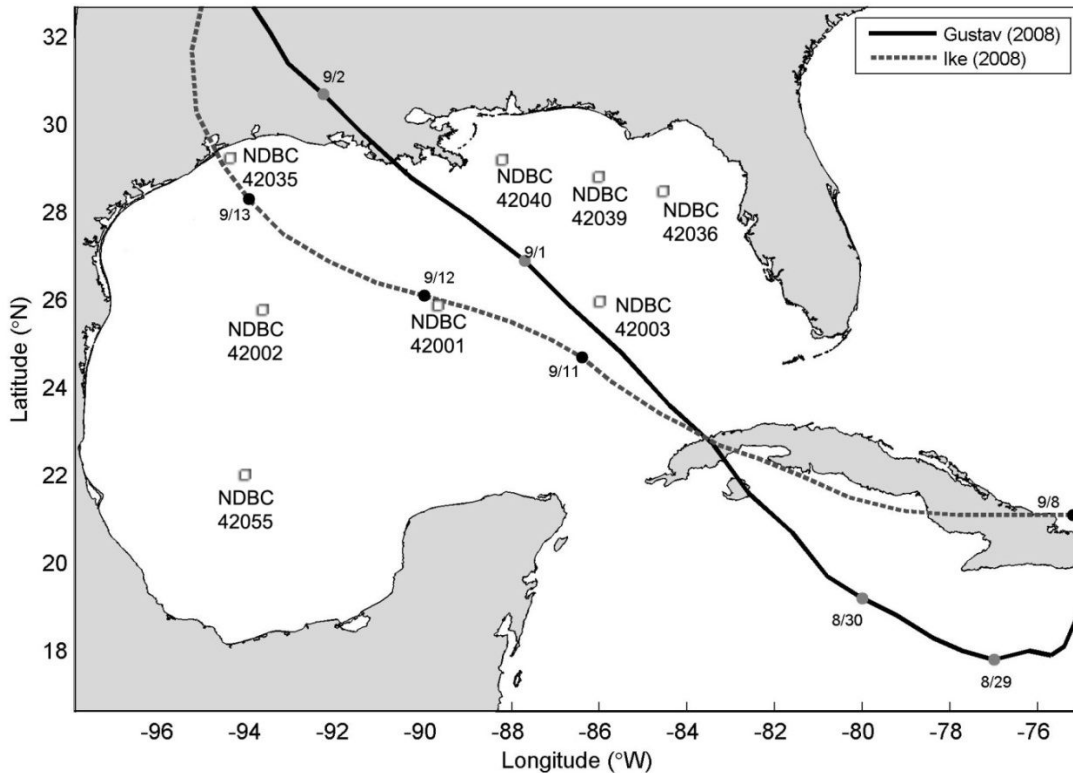 Gustav (2008)
Ike (2008)
32
30
28
26
24
22
20
18
Latitude (°N)
9/2
NDBC
42035
9/13
NDBC
42040
NDBC
42039
NDBC
42036
9/1
9/12
NDBC
42001
NDBC
42002
NDBC
42003
9/11
NDBC
42055
9/8
8/30
8/29
-96
-94
-92
-90
-88
-86
-84
-82
-80
-78
-76
Longitude (°W)